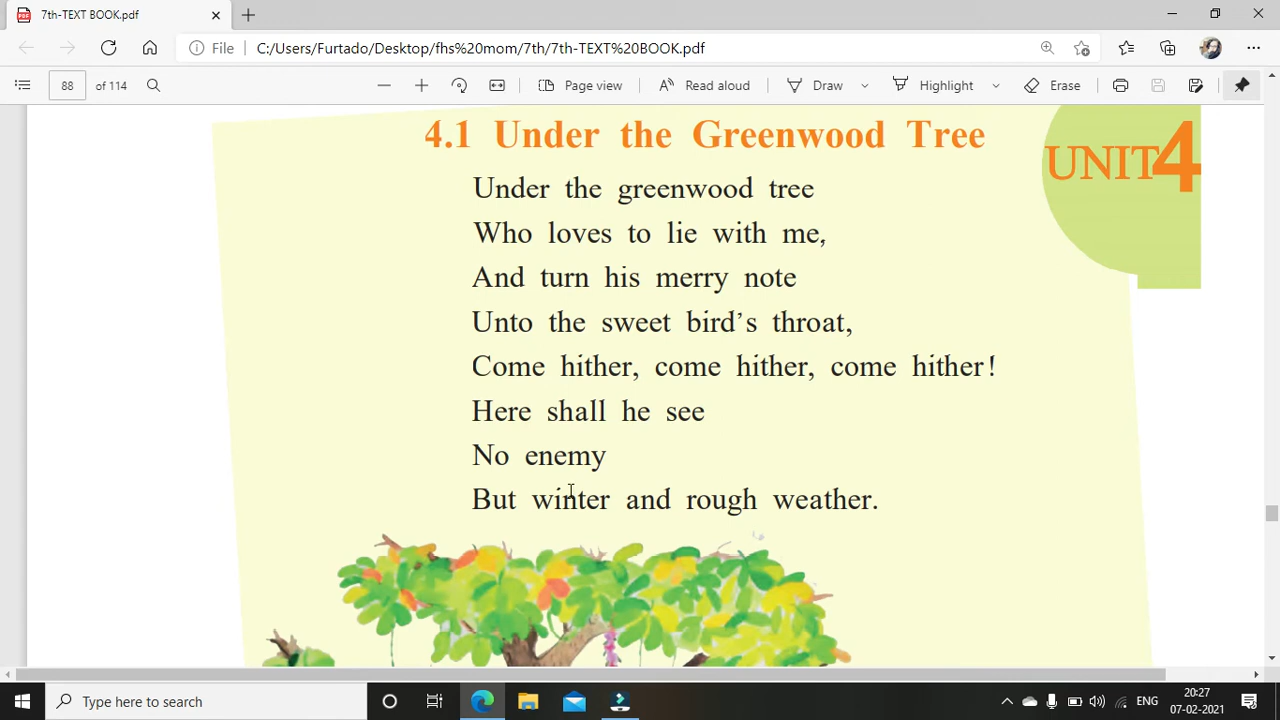 7th-TEXT BOOK.pdf
File C:/Users/Furtado/Desktop/fhs%20mom/7th/7th-TEXT%20BOOK.pdf
88 of 114 Page view Read aloud Draw Highlight Erase
4.1 Under the Greenwood Tree
UNIT 4
Under the greenwood tree
Who loves to lie with me,
And turn his merry note
Unto the sweet bird’s throat,
Come hither, come hither, come hither!
Here shall he see
No enemy
But winter and rough weather.
Type here to search
ENG
20:27
07-02-2021